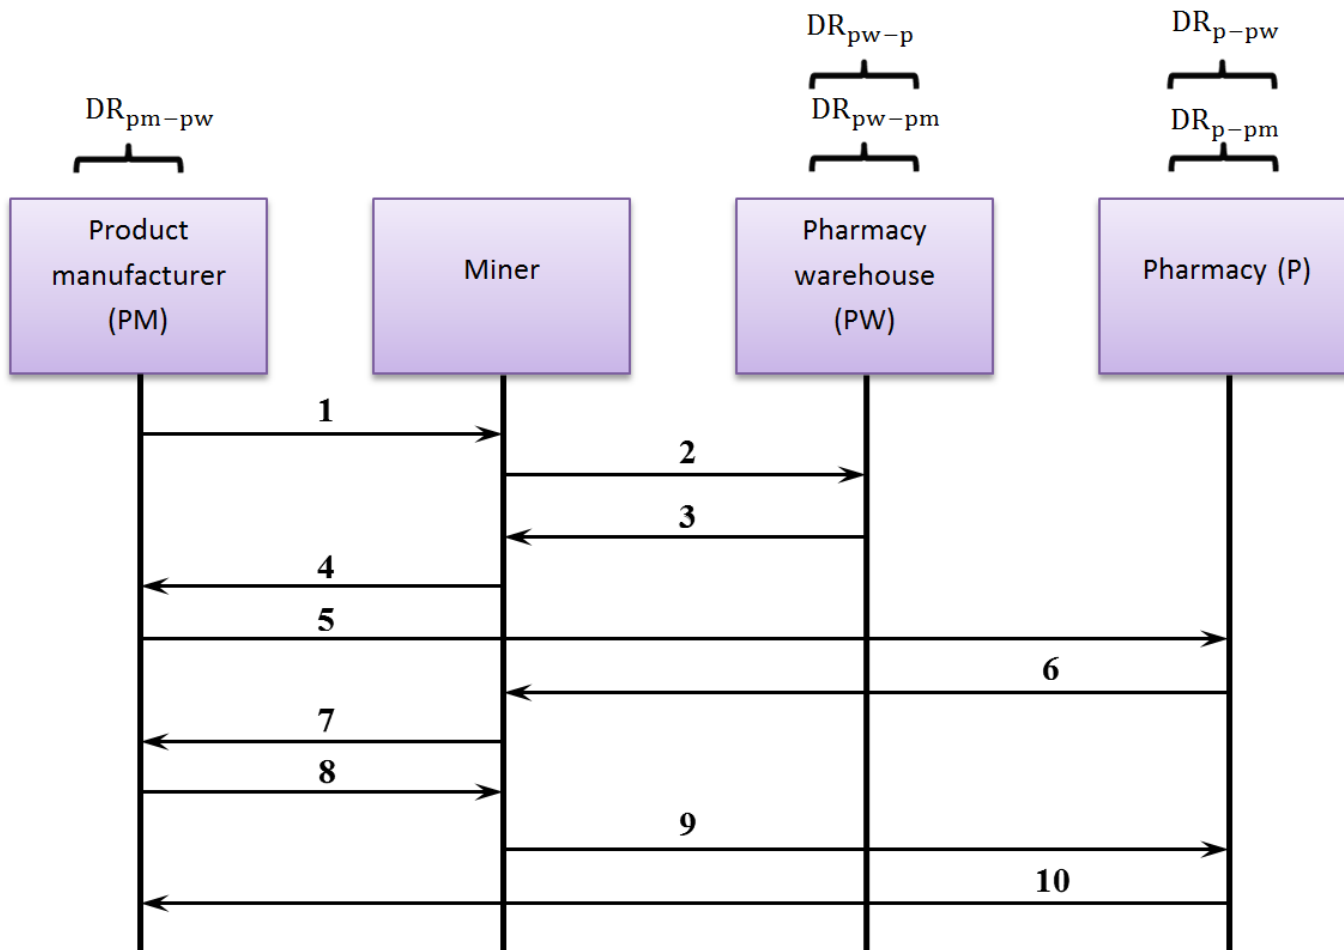 DRpw−p
DRp−pw
DRpm−pw
DRpw−pm
DRp−pm
Product
manufacturer
(PM)
Miner
Pharmacy
warehouse
(PW)
Pharmacy (P)
1
2
3
4
5
6
7
8
9
10